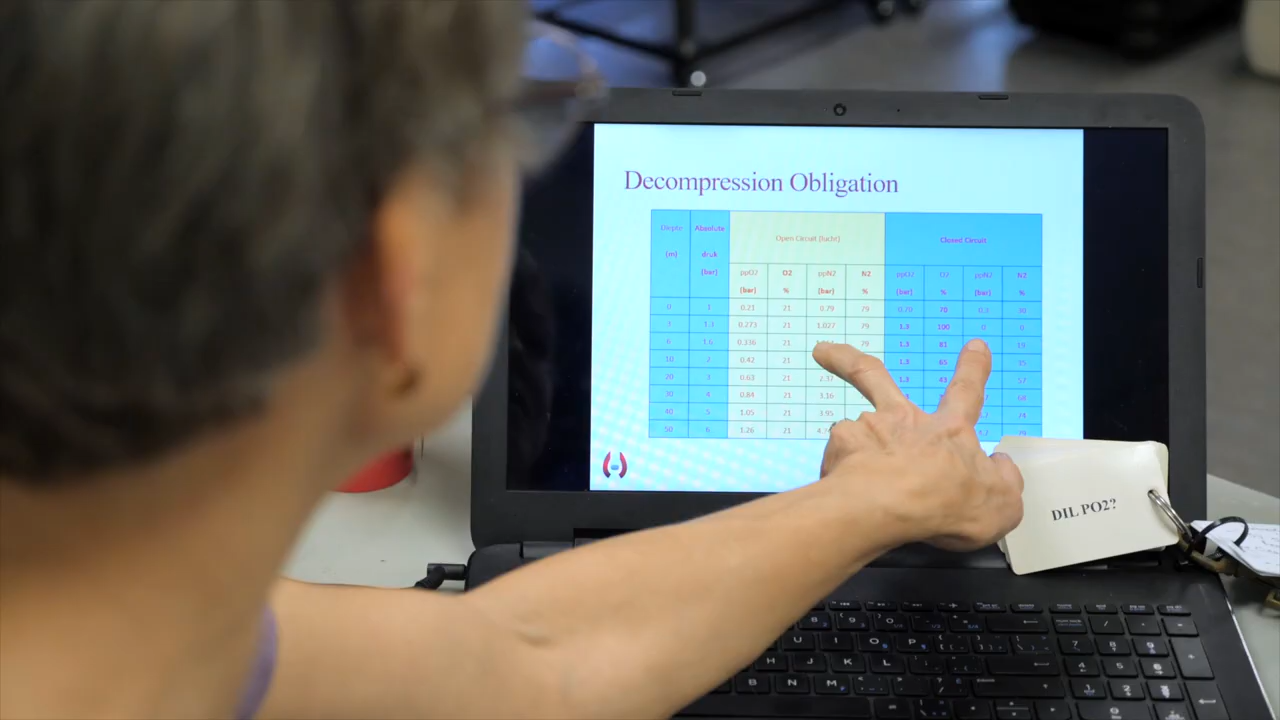 Decompression Obligation
Diepte Absolute Open Circuit (lucht) Closed Circuit
(m) druk
(bar) ppO2 O2 ppN2 N2 ppO2 O2 ppN2 N2
(bar) % (bar) % (bar) % (bar) %
0 1 0.21 21 0.79 79 0.70 70 0.3 30
3 1.3 0.273 21 1.027 79 1.3 100 0 0
6 1.6 0.336 21 79 1.3 81 19
10 2 0.42 21 1.3 65 35
20 3 0.63 21 2.37 1.3 43 57
30 4 0.84 21 3.16 68
40 5 1.05 21 3.95 74
50 6 1.26 21
DIL PO2?
U I O P
H J K L
B N M